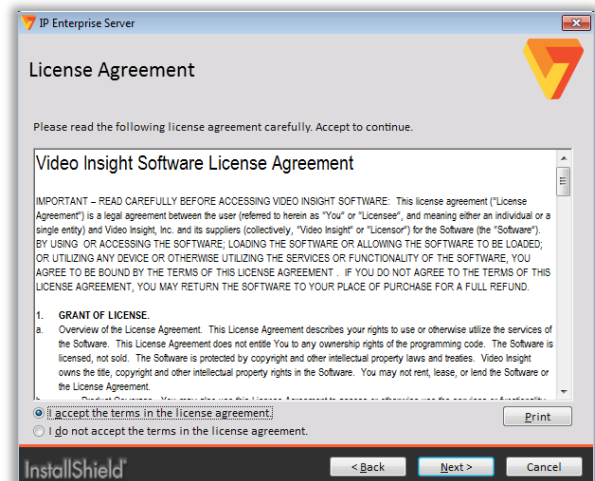 IP Enterprise Server
License Agreement
Please read the following license agreement carefully. Accept to continue.
Video Insight Software License Agreement
IMPORTANT – READ CAREFULLY BEFORE ACCESSING VIDEO INSIGHT SOFTWARE: This license agreement ("License
Agreement") is a legal agreement between the user (referred to herein as "You" or "Licensee", and meaning either an individual or a
single entity) and Video Insight, Inc. and its suppliers (collectively, "Video Insight" or "Licensor") for the Software (the "Software").
BY USING OR ACCESSING THE SOFTWARE; LOADING THE SOFTWARE OR ALLOWING THE SOFTWARE TO BE LOADED;
OR UTILIZING ANY DEVICE OR OTHERWISE UTILIZING THE SERVICES OR FUNCTIONALITY OF THE SOFTWARE, YOU
AGREE TO BE BOUND BY THE TERMS OF THIS LICENSE AGREEMENT . IF YOU DO NOT AGREE TO THE TERMS OF THIS
LICENSE AGREEMENT, YOU MAY RETURN THE SOFTWARE TO YOUR PLACE OF PURCHASE FOR A FULL REFUND.
1. GRANT OF LICENSE.
a. Overview of the License Agreement. This License Agreement describes your rights to use or otherwise utilize the services of
the Software. This License Agreement does not entitle You to any ownership rights of the programming code. The Software is
licensed, not sold. The Software is protected by copyright and other intellectual property laws and treaties. Video Insight
owns the title, copyright and other intellectual property rights in the Software. You may not rent, lease, or lend the Software or
the License Agreement.
I accept the terms in the license agreement.
Print
I do not accept the terms in the license agreement.
InstallShield
< Back
Next >
Cancel